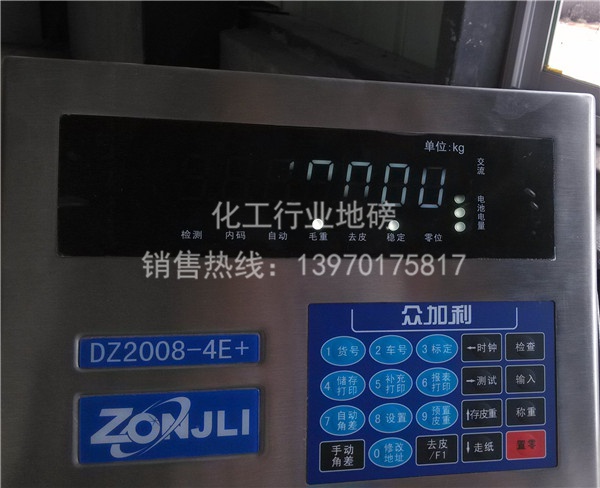 单位:kg
交流
电池电量
检测 内码 自动 毛重 去皮 稳定 零位
化工行业地磅
销售热线：13970175817
众加利
DZ2008-4E+
ZONJLI
1 货号 2 车号 3 标定 ←时钟 检查
4 储存打印 5 补充打印 6 报表打印 →测试 输入
7 自动角差 8 设置 9 预置皮重 ↑存皮重 称重
手动角差 0 修改地址 去皮/F1 ↓走纸 置零